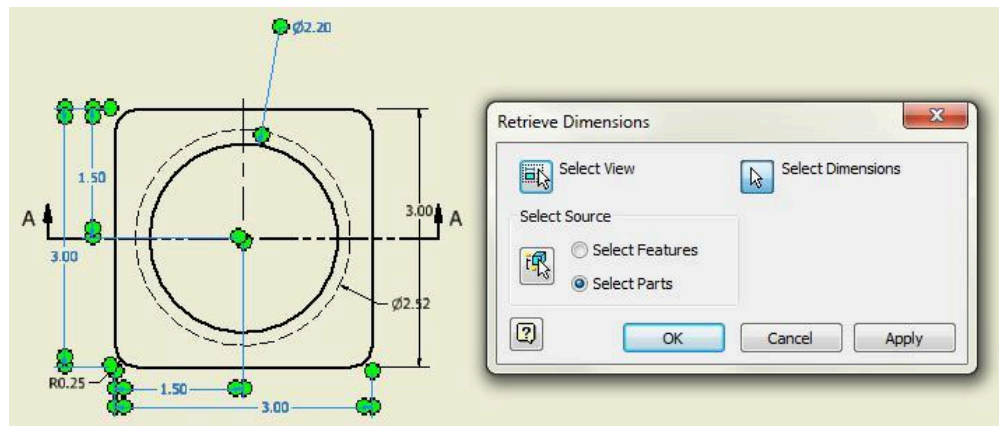 Ø2.20
1.50
A
3.00
A
3.00
Ø2.52
R0.25
1.50
3.00
Retrieve Dimensions
Select View
Select Dimensions
Select Source
Select Features
Select Parts
OK
Cancel
Apply